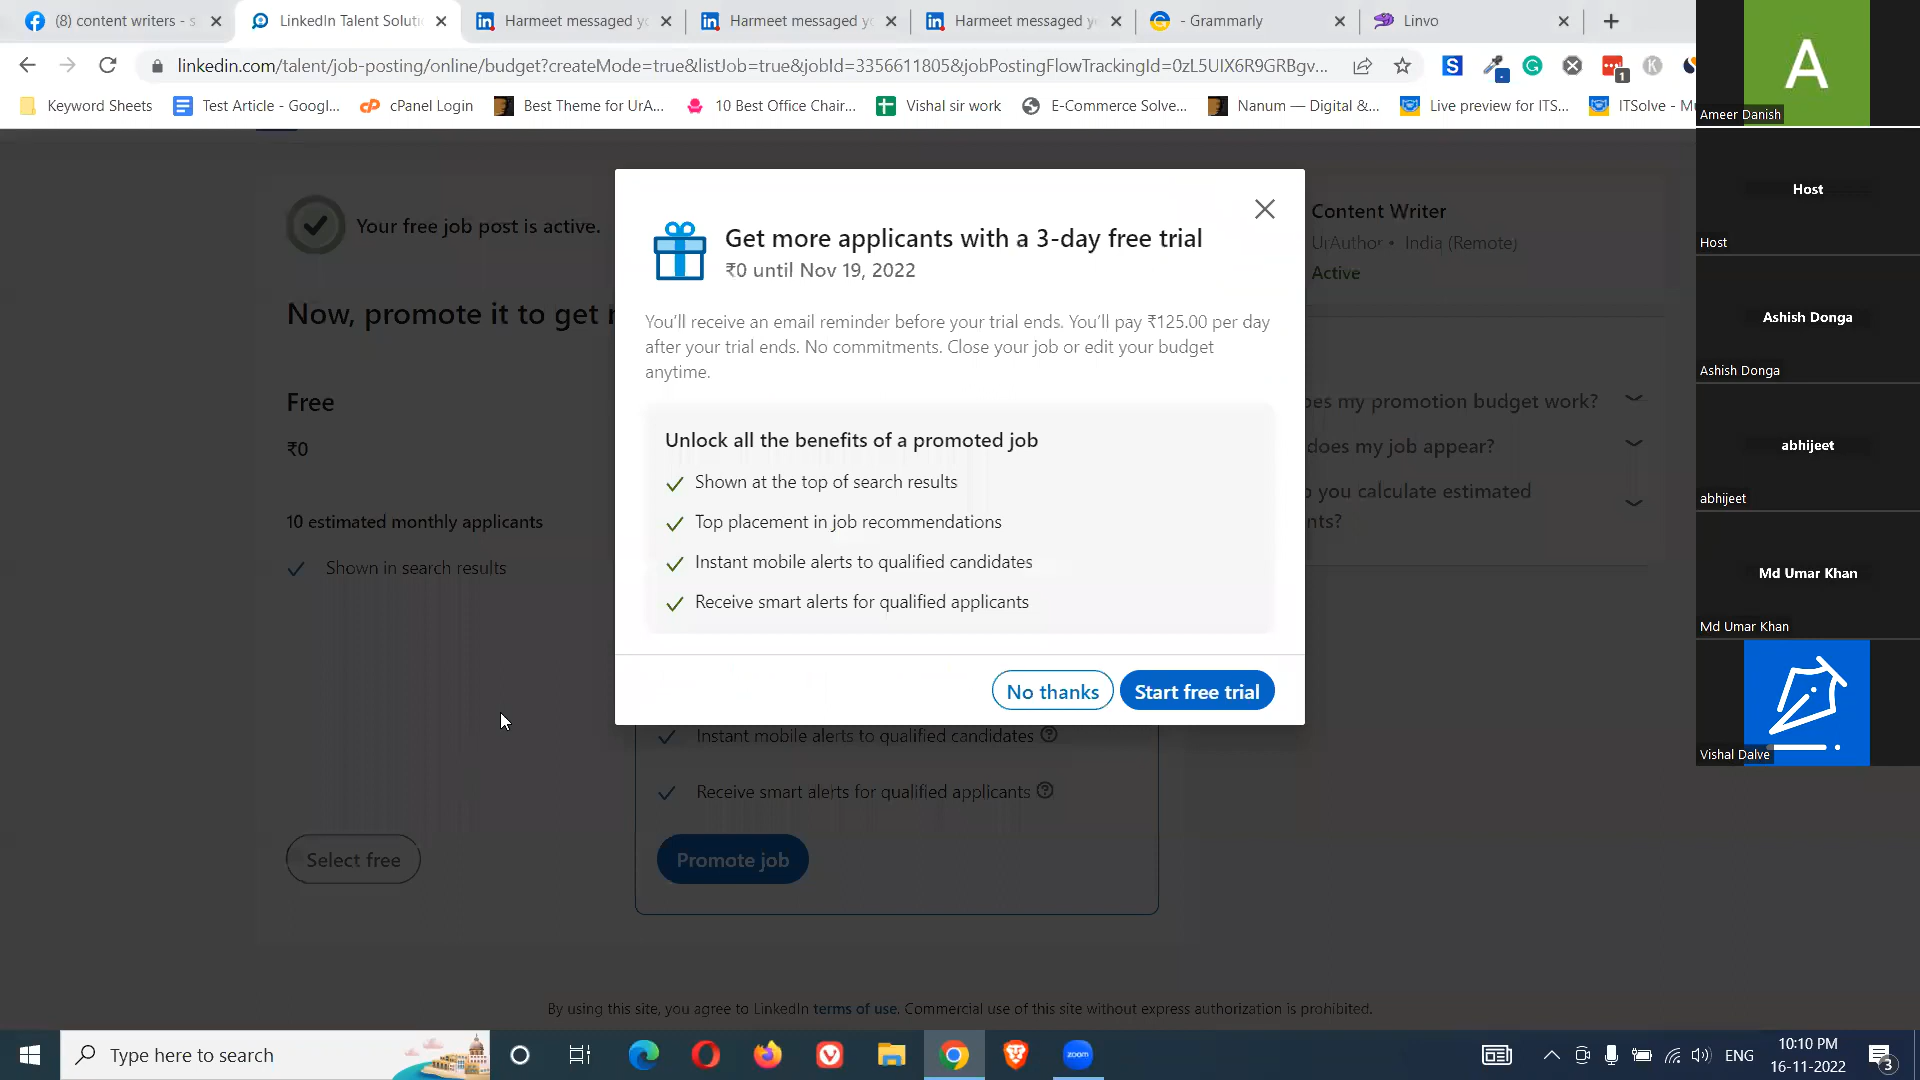 (8) content writers - s
LinkedIn Talent Soluti
Harmeet messaged yo
Harmeet messaged yo
Harmeet messaged yo
- Grammarly
Linvo
linkedin.com/talent/job-posting/online/budget?createMode=true&listJob=true&jobId=3356611805&jobPostingFlowTrackingId=0zL5UIX6R9GRBgv...
Keyword Sheets
Test Article - Googl...
cPanel Login
Best Theme for UrA...
10 Best Office Chair...
Vishal sir work
E-Commerce Solve...
Nanum — Digital &...
Live preview for ITS...
ITSolve - Mu
Your free job post is active.
Now, promote it to get
Free
₹0
10 estimated monthly applicants
Shown in search results
Select free
Get more applicants with a 3-day free trial
₹0 until Nov 19, 2022
You'll receive an email reminder before your trial ends. You'll pay ₹125.00 per day
after your trial ends. No commitments. Close your job or edit your budget
anytime.
Unlock all the benefits of a promoted job
Shown at the top of search results
Top placement in job recommendations
Instant mobile alerts to qualified candidates
Receive smart alerts for qualified applicants
No thanks
Start free trial
Instant mobile alerts to qualified candidates
Receive smart alerts for qualified applicants
Promote job
Content Writer
UrAuthor • India (Remote)
Active
es my promotion budget work?
does my job appear?
you calculate estimated
nts?
By using this site, you agree to LinkedIn terms of use. Commercial use of this site without express authorization is prohibited.
A
Ameer Danish
Host
Host
Ashish Donga
Ashish Donga
abhijeet
abhijeet
Md Umar Khan
Md Umar Khan
Vishal Dalve
Type here to search
zoom
ENG
10:10 PM
16-11-2022
3